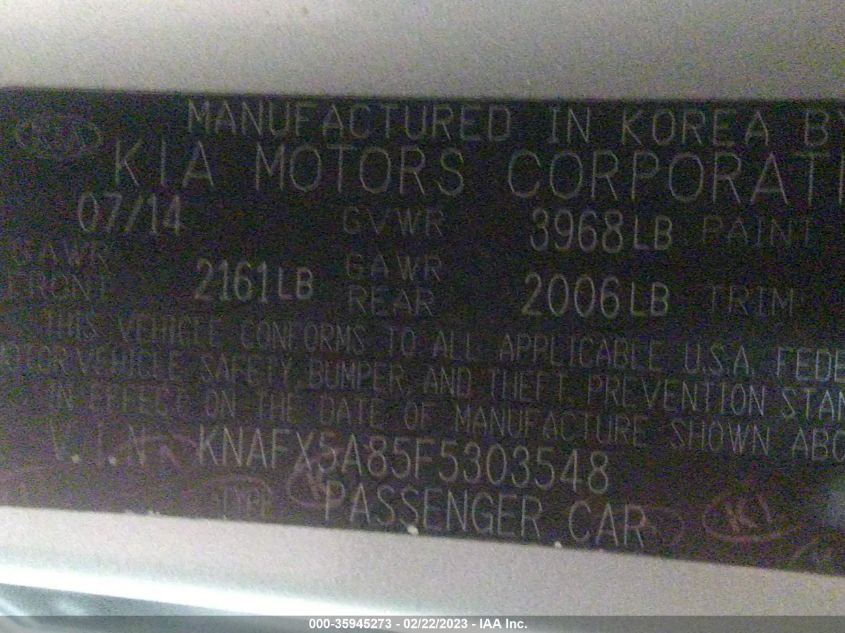 MANUFACTURED IN KOREA BY
KIA KIA MOTORS CORPORATI
07/14 GVWR 3968LB PAINT
GAWR FRONT 2161LB GAWR REAR 2006LB TRIM
THIS VEHICLE CONFORMS TO ALL APPLICABLE U.S.A. FEDE
MOTOR VEHICLE SAFETY, BUMPER, AND THEFT PREVENTION STAN
IN EFFECT ON THE DATE OF MANUFACTURE SHOWN ABO
V.I.N KNAFX5A85F5303548
TYPE PASSENGER CAR
KI
000-35945273 - 02/22/2023 - IAA Inc.